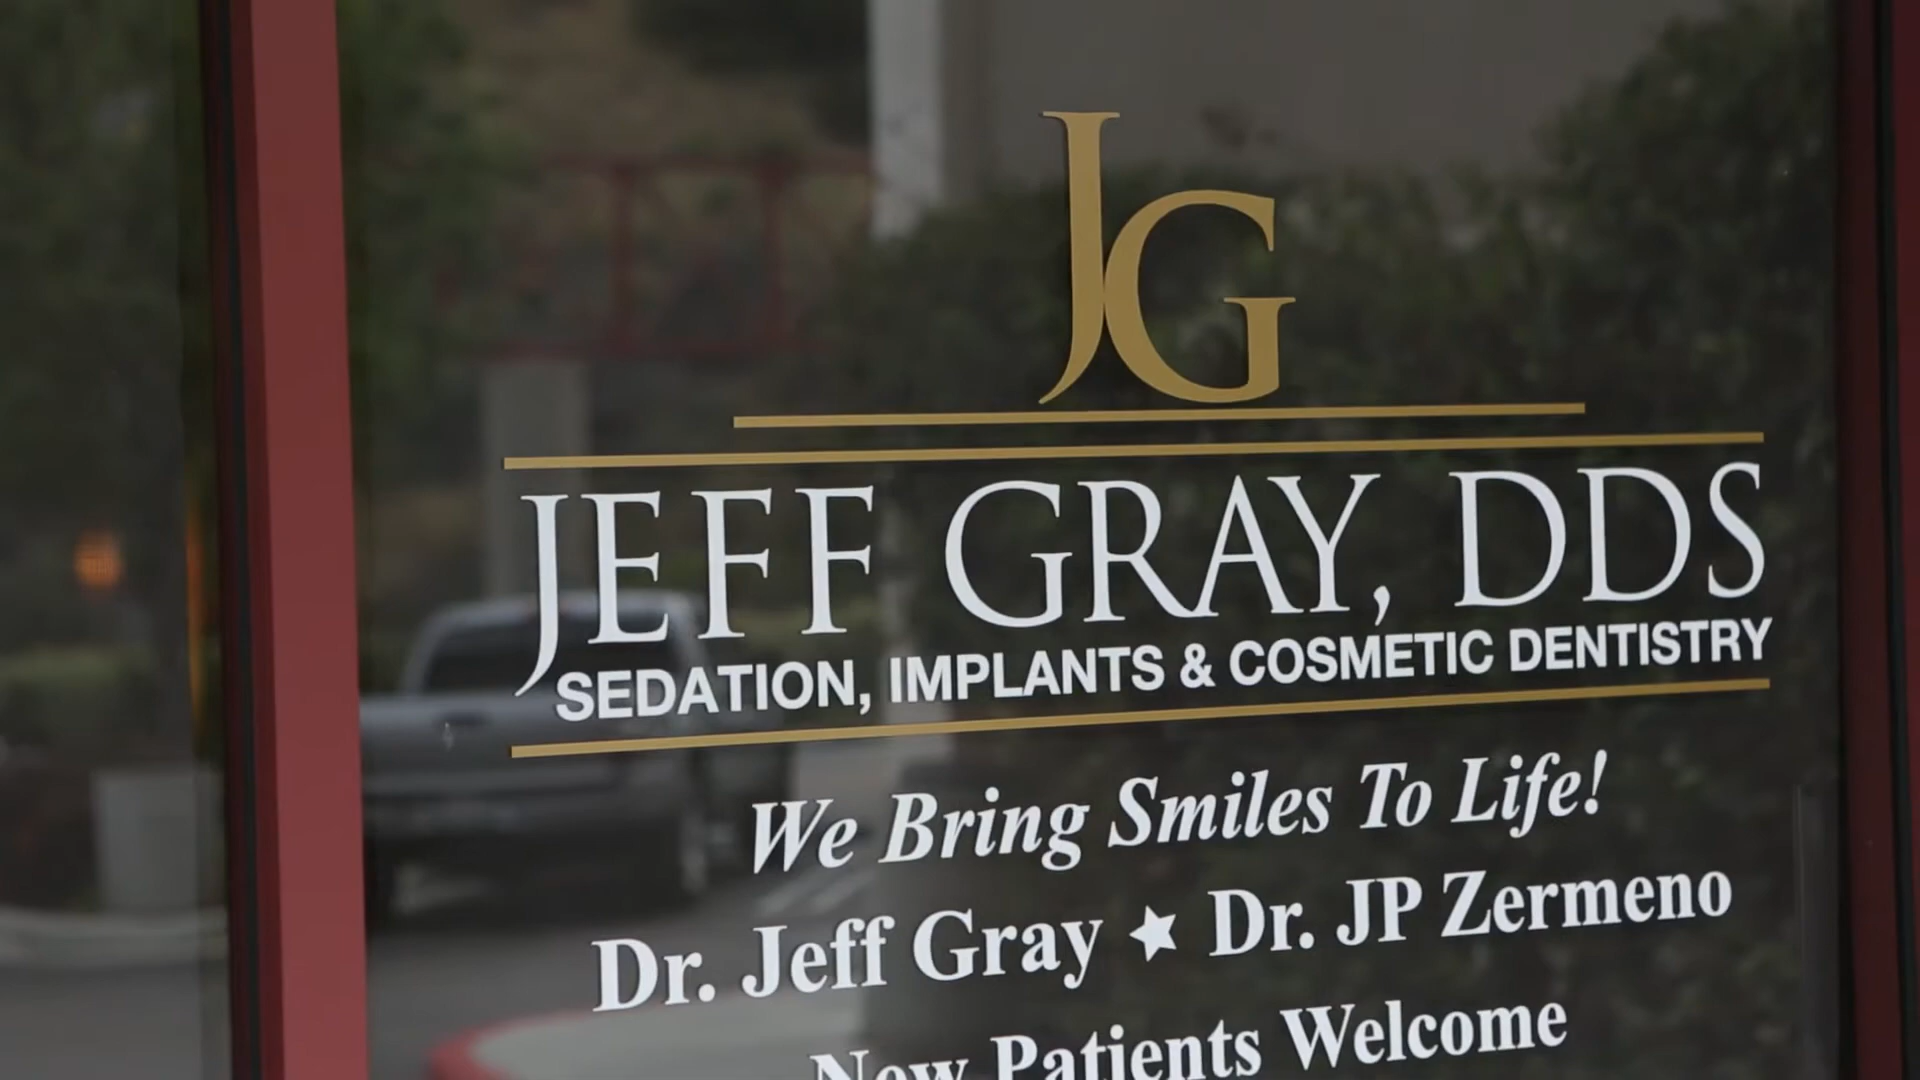 JG
JEFF GRAY, DDS
SEDATION, IMPLANTS & COSMETIC DENTISTRY
We Bring Smiles To Life!
Dr. Jeff Gray ★ Dr. JP Zermeno
New Patients Welcome